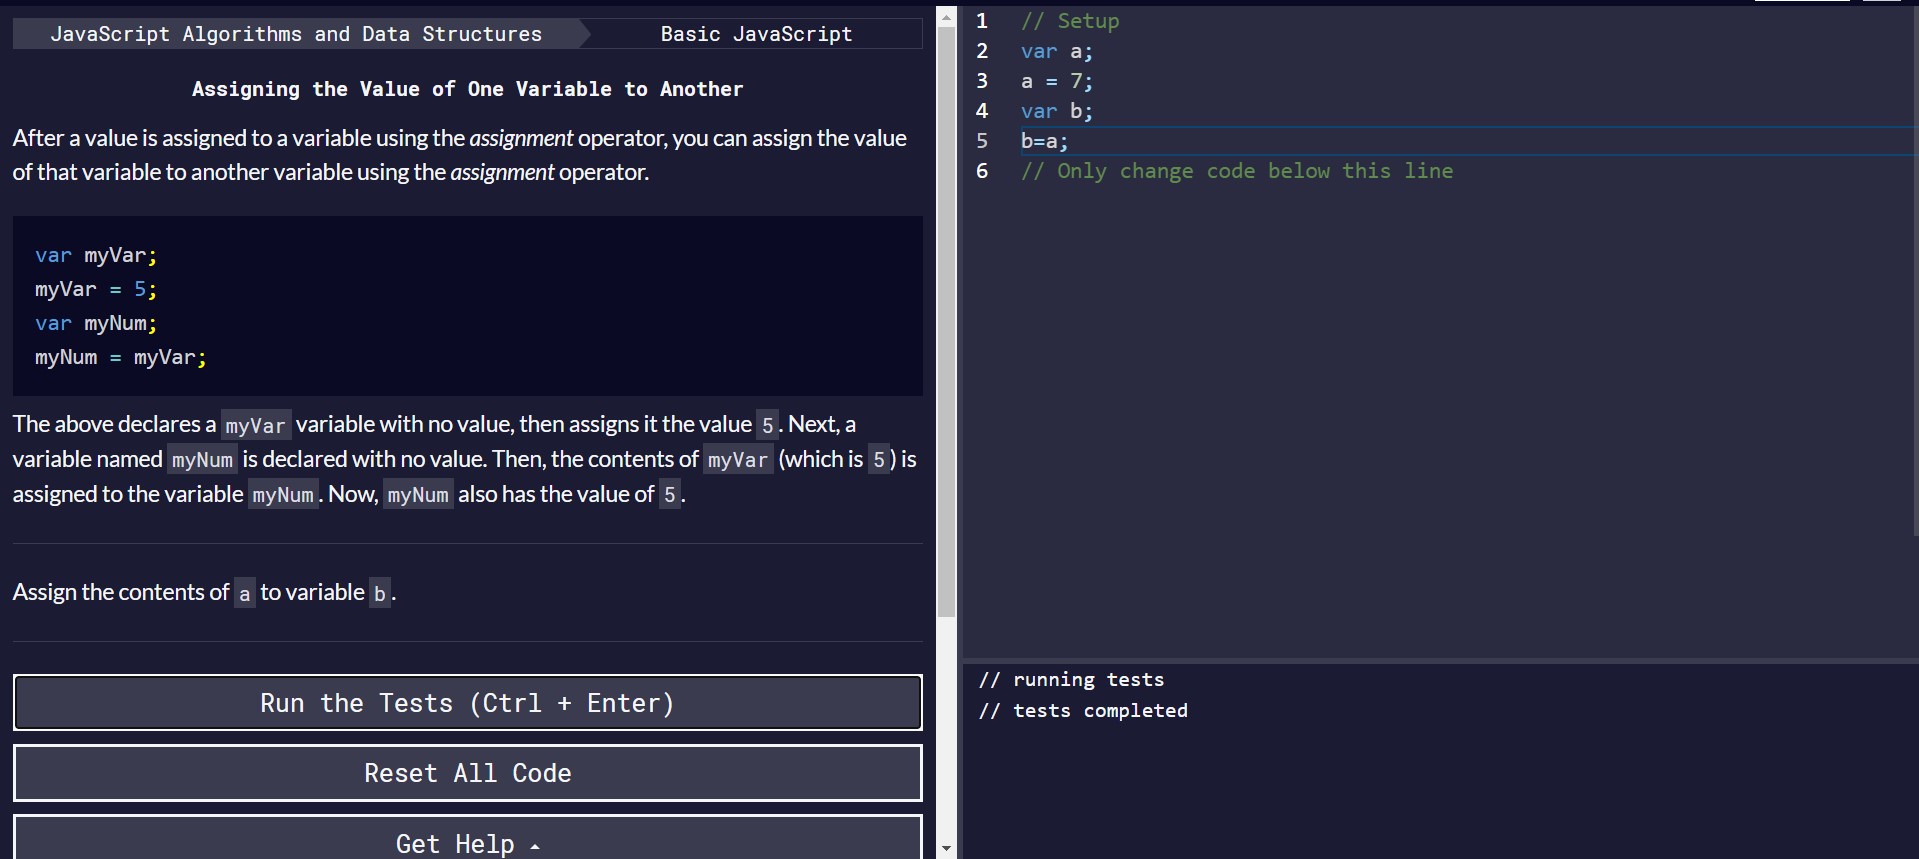 JavaScript Algorithms and Data Structures
Basic JavaScript
Assigning the Value of One Variable to Another
After a value is assigned to a variable using the assignment operator, you can assign the value
of that variable to another variable using the assignment operator.
var myVar;
myVar = 5;
var myNum;
myNum = myVar;
The above declares a myVar variable with no value, then assigns it the value 5. Next, a
variable named myNum is declared with no value. Then, the contents of myVar (which is 5) is
assigned to the variable myNum. Now, myNum also has the value of 5.
Assign the contents of a to variable b.
Run the Tests (Ctrl + Enter)
Reset All Code
Get Help
1 // Setup
2 var a;
3 a = 7;
4 var b;
5 b=a;
6 // Only change code below this line
// running tests
// tests completed